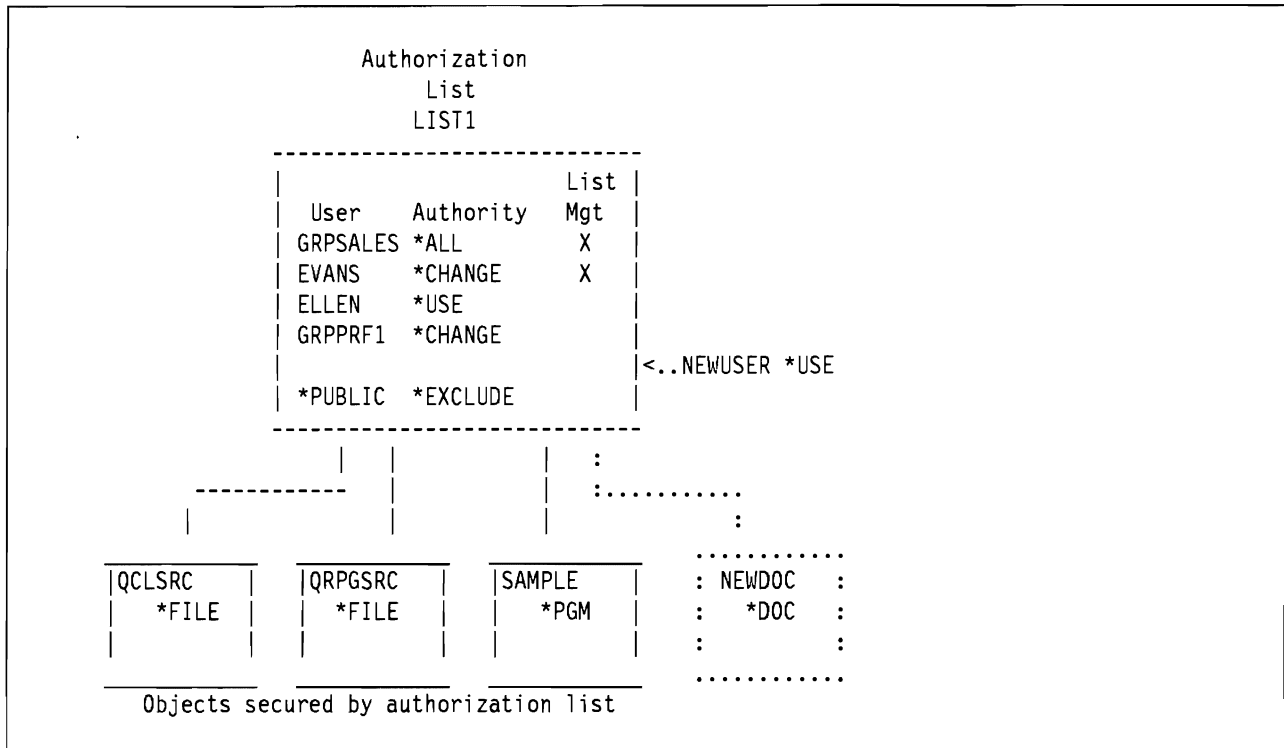 Authorization
List
LIST1
List
User Authority Mgt
GRPSALES *ALL X
EVANS *CHANGE X
ELLEN *USE
GRPPRF1 *CHANGE
<..NEWUSER *USE
*PUBLIC *EXCLUDE
QCLSRC QRPGSRC SAMPLE NEWDOC
*FILE *FILE *PGM *DOC
Objects secured by authorization list